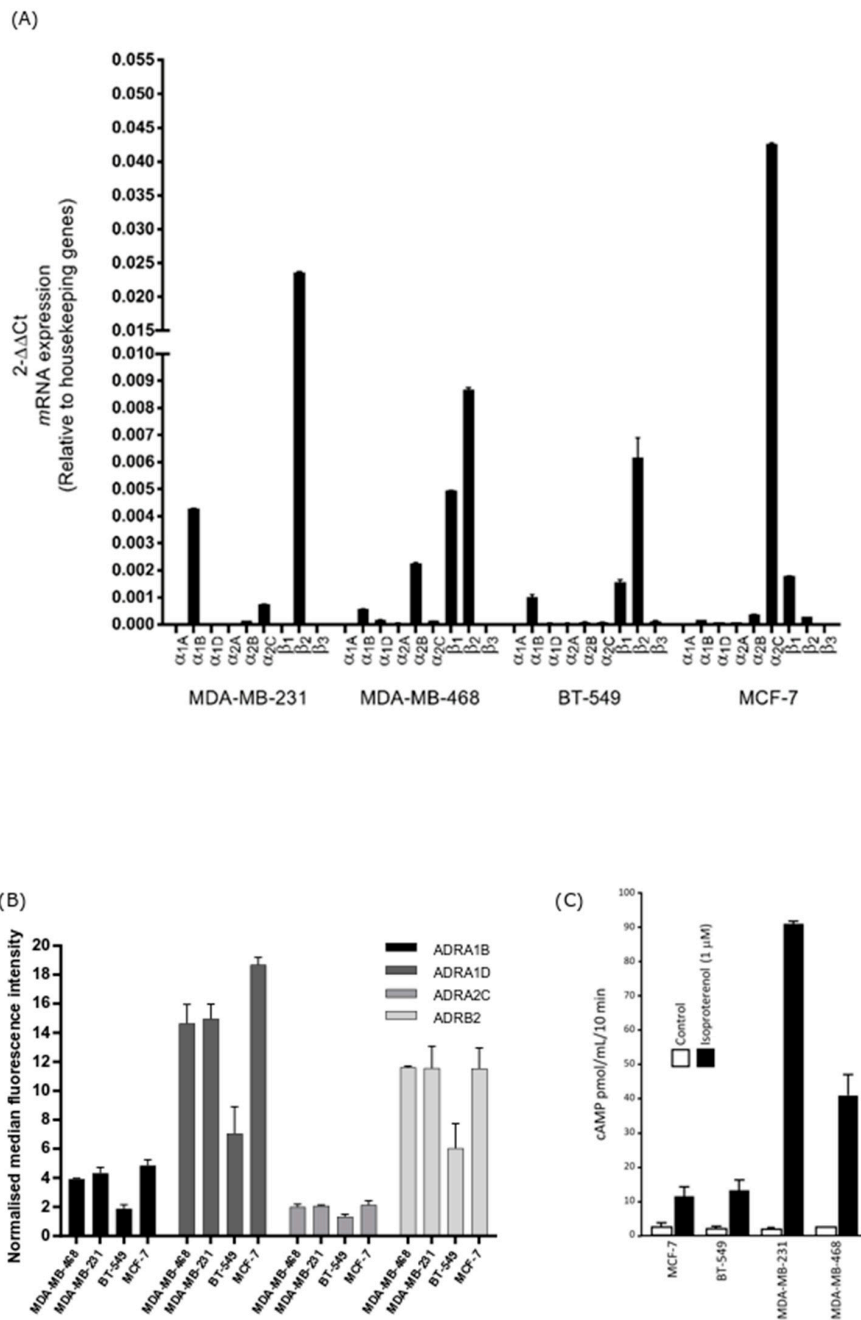 (A)
2-ΔΔCt
mRNA expression
(Relative to housekeeping genes)
0.055
0.050
0.045
0.040
0.035
0.030
0.025
0.020
0.015
0.010
0.009
0.008
0.007
0.006
0.005
0.004
0.003
0.002
0.001
0.000
α1A α1B α1D α2A α2B α2C β1 β2 β3 α1A α1B α1D α2A α2B α2C β1 β2 β3 α1A α1B α1D α2A α2B α2C β1 β2 β3 α1A α1B α1D α2A α2B α2C β1 β2 β3
MDA-MB-231 MDA-MB-468 BT-549 MCF-7
(B)
Normalised median fluorescence intensity
20
18
16
14
12
10
8
6
4
2
0
ADRA1B
ADRA1D
ADRA2C
ADRB2
MDA-MB-468 MDA-MB-231 BT-549 MCF-7 MDA-MB-468 MDA-MB-231 BT-549 MCF-7 MDA-MB-468 MDA-MB-231 BT-549 MCF-7 MDA-MB-468 MDA-MB-231 BT-549 MCF-7
(C)
cAMP pmol/mL/10 min
100
90
80
70
60
50
40
30
20
10
0
Control
Isoproterenol (1 μM)
MCF-7 BT-549 MDA-MB-231 MDA-MB-468